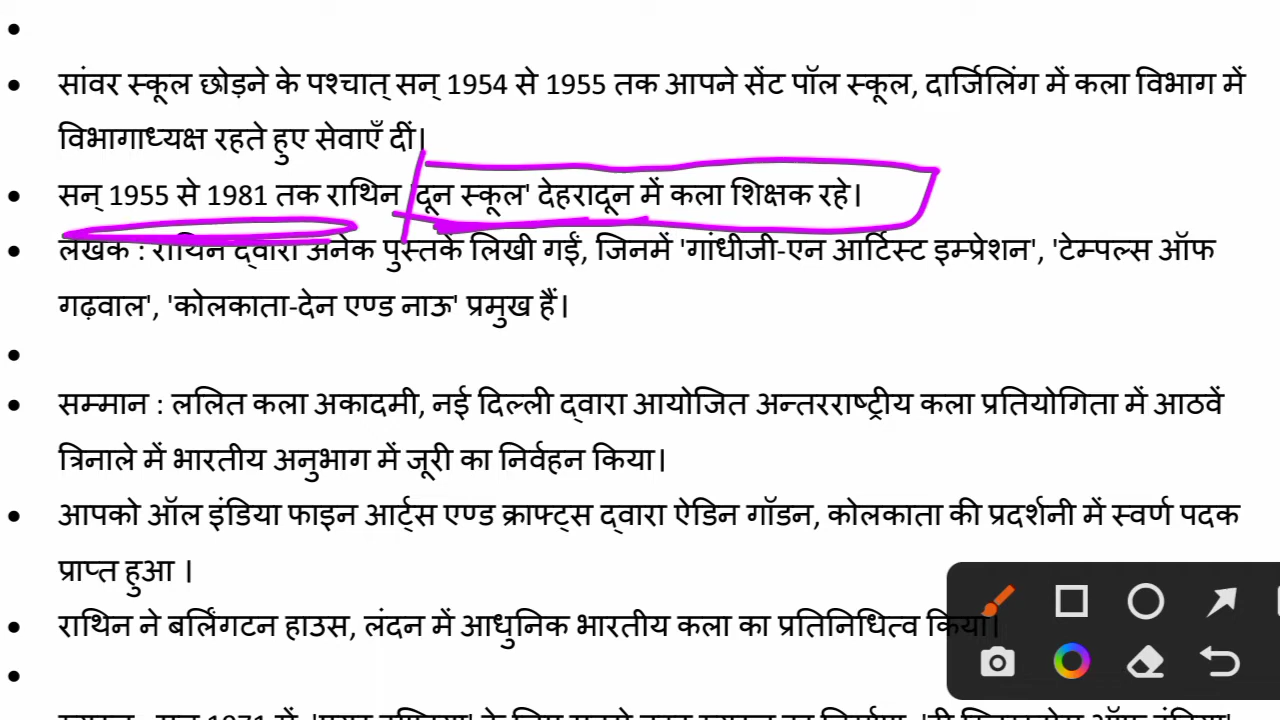 सांवर स्कूल छोड़ने के पश्चात् सन् 1954 से 1955 तक आपने सेंट पॉल स्कूल, दार्जिलिंग में कला विभाग में
विभागाध्यक्ष रहते हुए सेवाएँ दीं।
सन् 1955 से 1981 तक राथिन 'दून स्कूल' देहरादून में कला शिक्षक रहे।
लेखक : राथिन द्वारा अनेक पुस्तकें लिखी गईं, जिनमें 'गांधीजी-एन आर्टिस्ट इम्प्रेशन', 'टेम्पल्स ऑफ
गढ़वाल', 'कोलकाता-देन एण्ड नाऊ' प्रमुख हैं।
सम्मान : ललित कला अकादमी, नई दिल्ली द्वारा आयोजित अन्तरराष्ट्रीय कला प्रतियोगिता में आठवें
त्रिनाले में भारतीय अनुभाग में जूरी का निर्वहन किया।
आपको ऑल इंडिया फाइन आर्ट्स एण्ड क्राफ्ट्स द्वारा ऐडिन गॉडन, कोलकाता की प्रदर्शनी में स्वर्ण पदक
प्राप्त हुआ ।
राथिन ने बर्लिंगटन हाउस, लंदन में आधुनिक भारतीय कला का प्रतिनिधित्व किया।